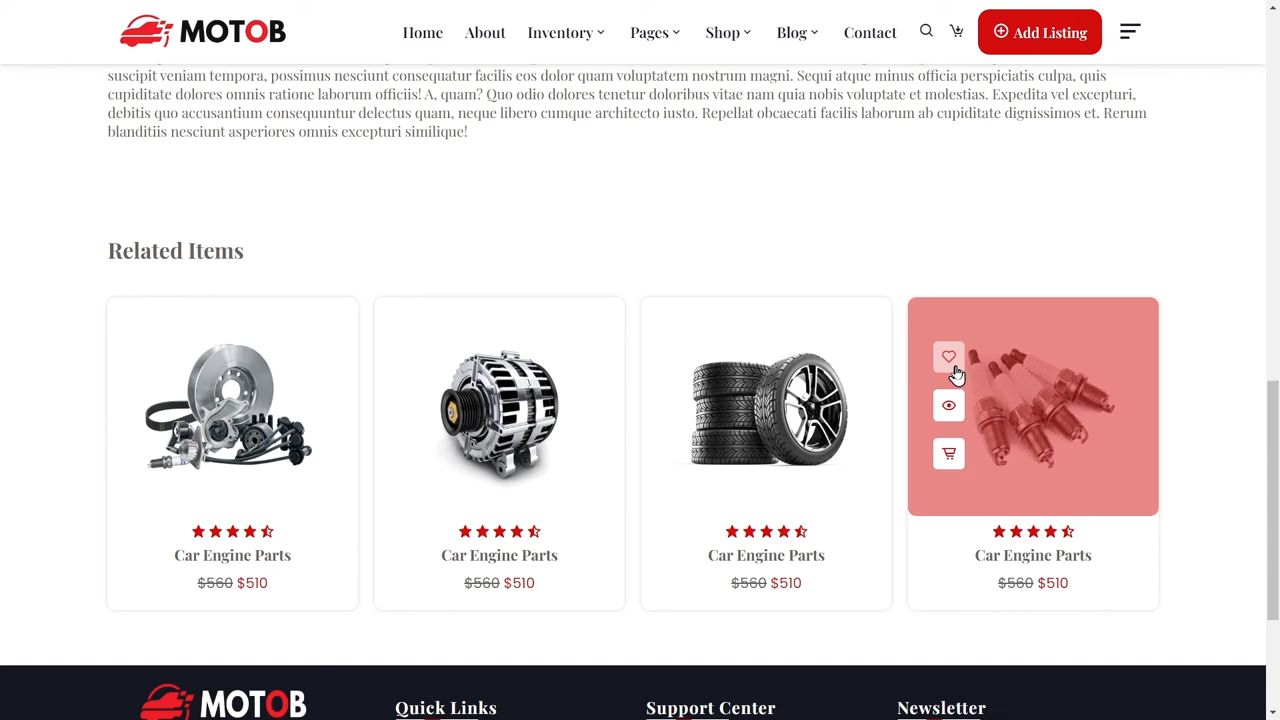 MOTOB
Home About Inventory Pages Shop Blog Contact Add Listing
suscipit veniam tempora, possimus nesciunt consequatur facilis eos dolor quam voluptatem nostrum magni. Sequi atque minus officia perspiciatis culpa, quis
cupiditate dolores omnis ratione laborum officiis! A, quam? Quo odio dolores tenetur doloribus vitae nam quia nobis voluptate et molestias. Expedita vel excepturi,
debitis quo accusantium consequuntur delectus quam, neque libero cumque architecto iusto. Repellat obcaecati facilis laborum ab cupiditate dignissimos et. Rerum
blanditiis nesciunt asperiores omnis excepturi similique!
Related Items
Car Engine Parts
$560 $510
Car Engine Parts
$560 $510
Car Engine Parts
$560 $510
Car Engine Parts
$560 $510
MOTOB
Quick Links
Support Center
Newsletter